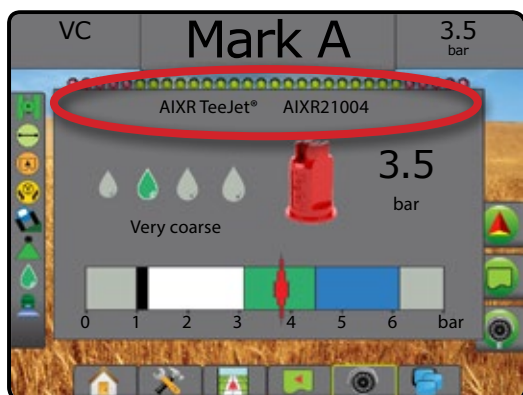 VC Mark A 3.5
bar
AIXR TeeJet® AIXR21004
3.5
bar
Very coarse
0 1 2 3 4 5 6 bar